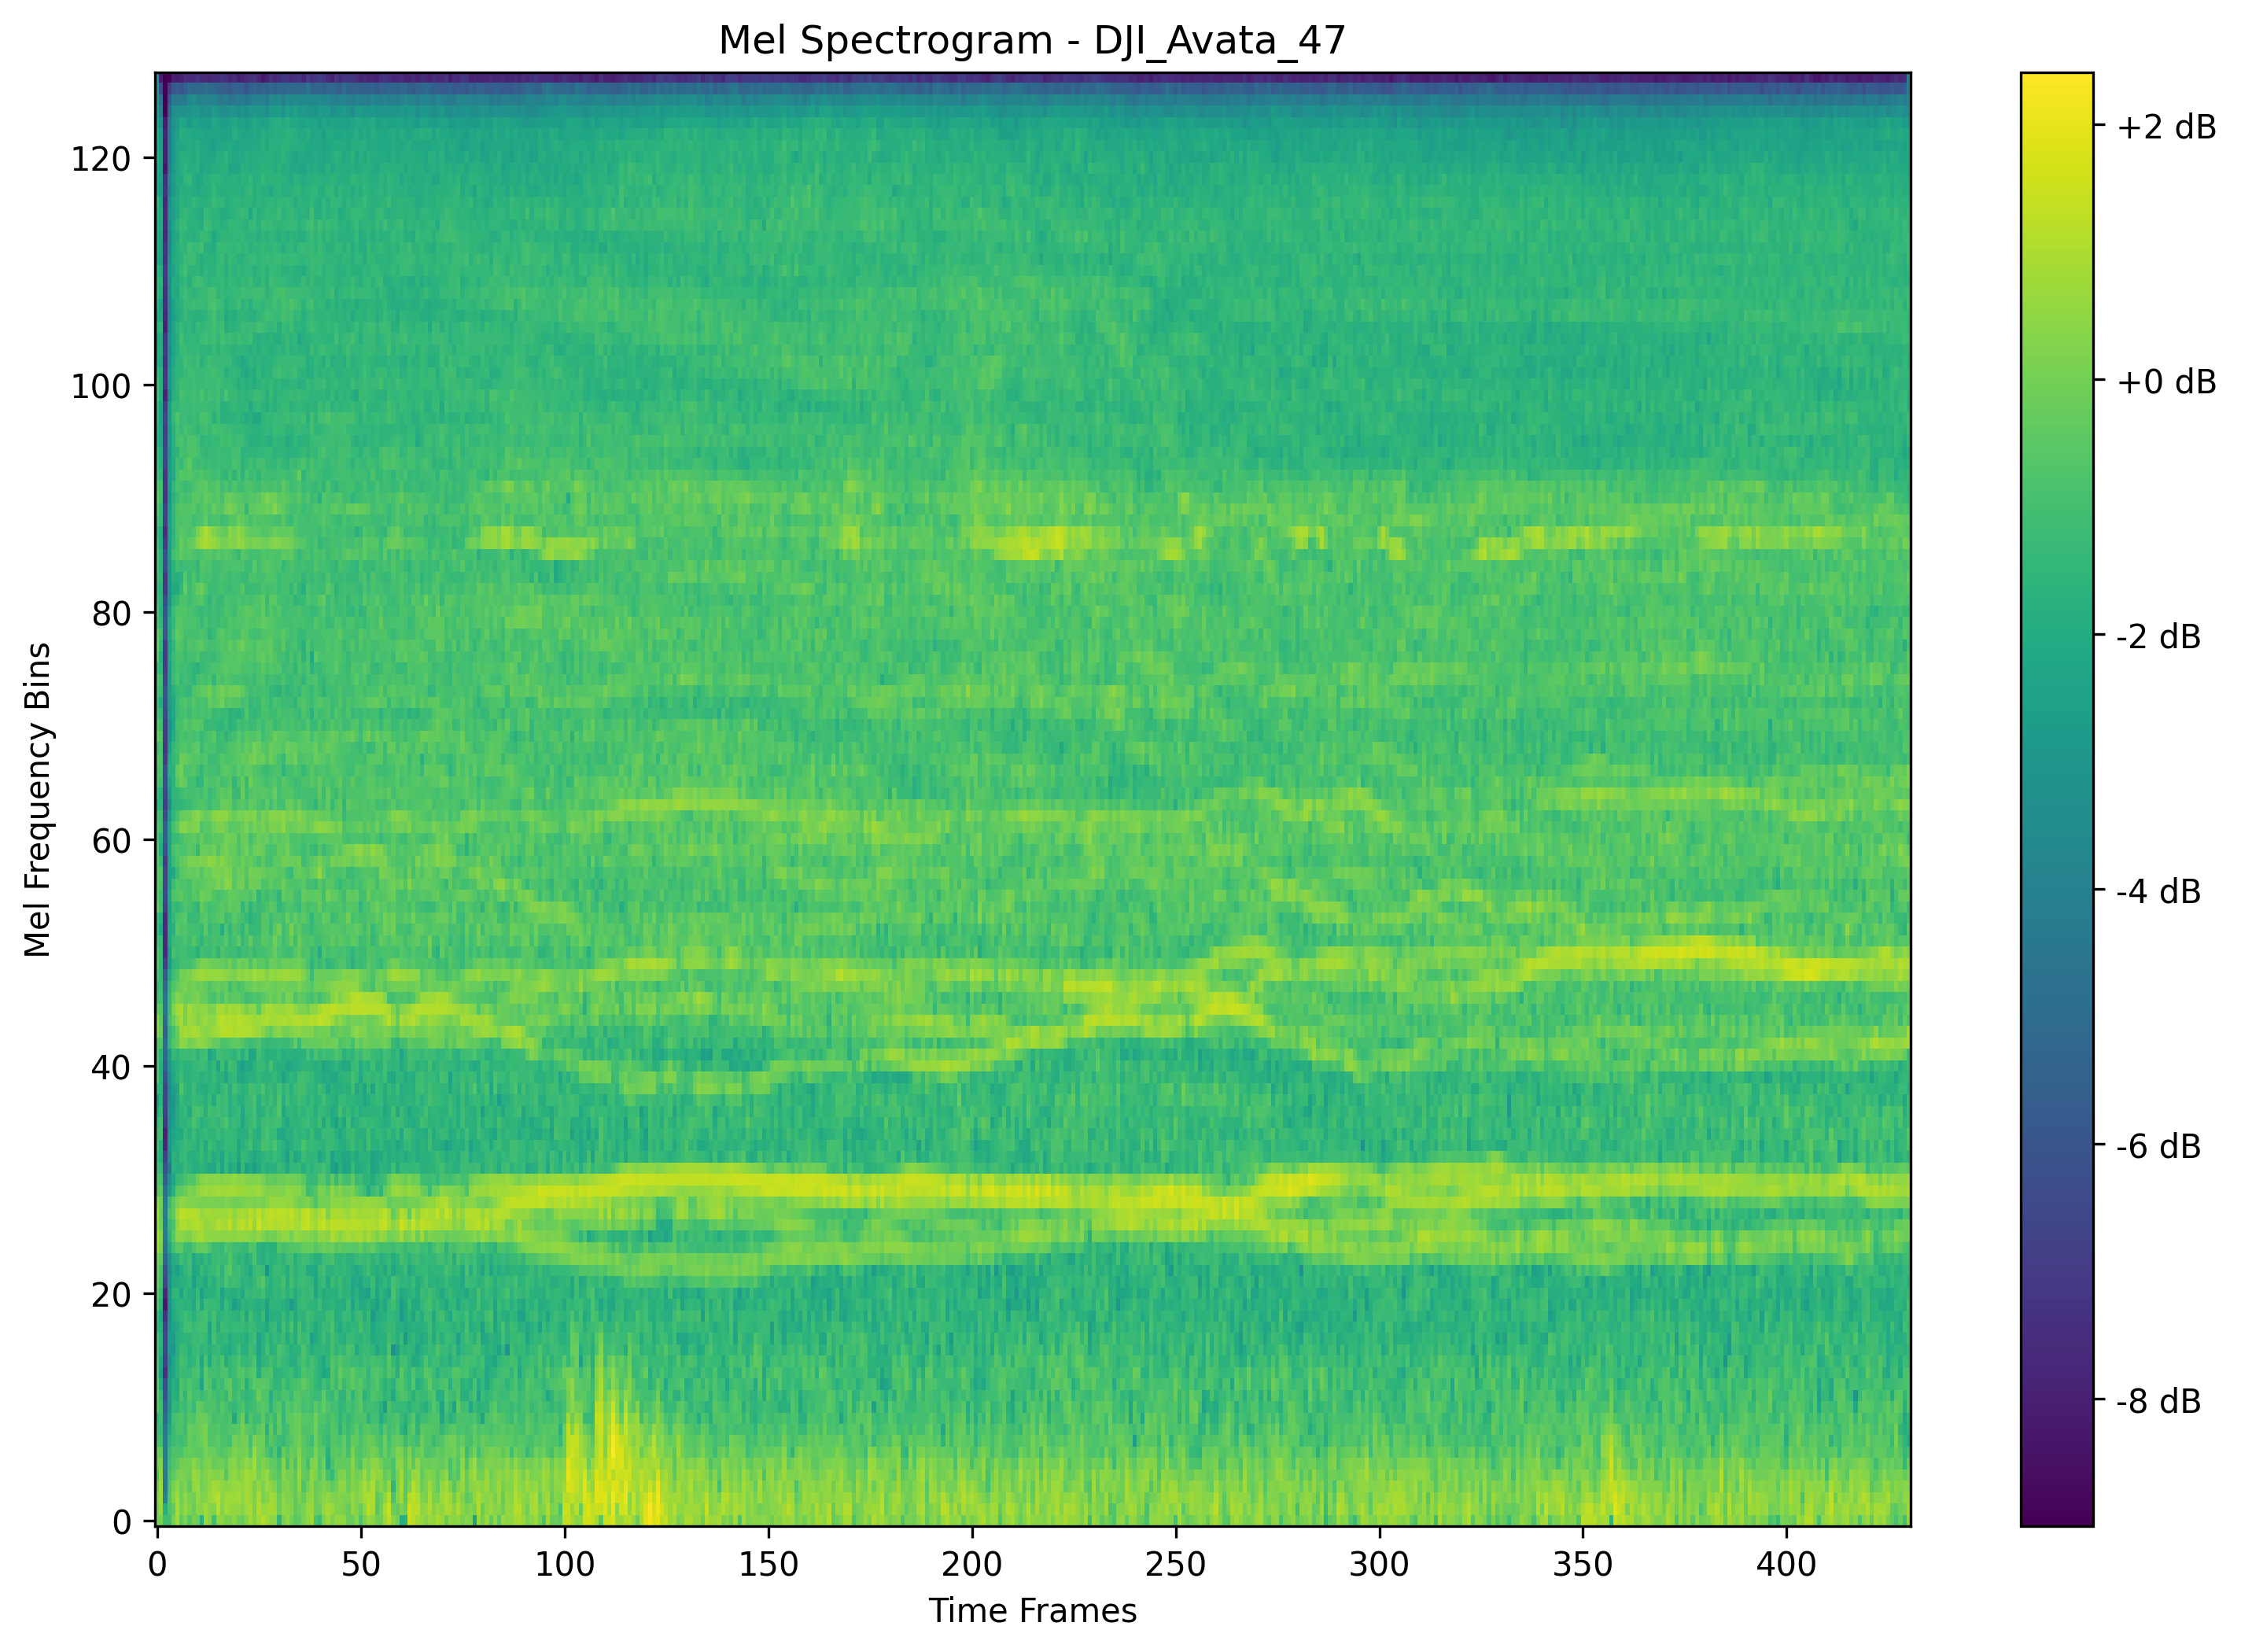 Mel Spectrogram - DJI_Avata_47
Mel Frequency Bins
120
100
80
60
40
20
0
0 50 100 150 200 250 300 350 400
Time Frames
+2 dB
+0 dB
-2 dB
-4 dB
-6 dB
-8 dB